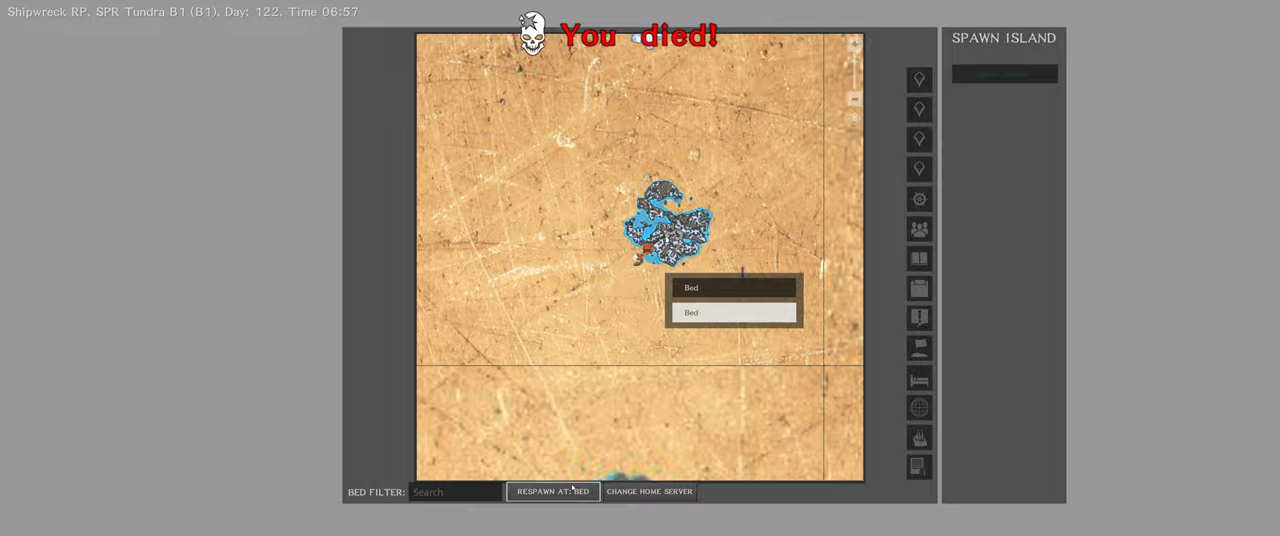 Shipwreck RP. SPR Tundra B1 (B1). Day: 122. Time 06:57
You died!
SPAWN ISLAND
Bed
Bed
BED FILTER:
Search
RESPAWN AT: BED
CHANGE HOME SERVER